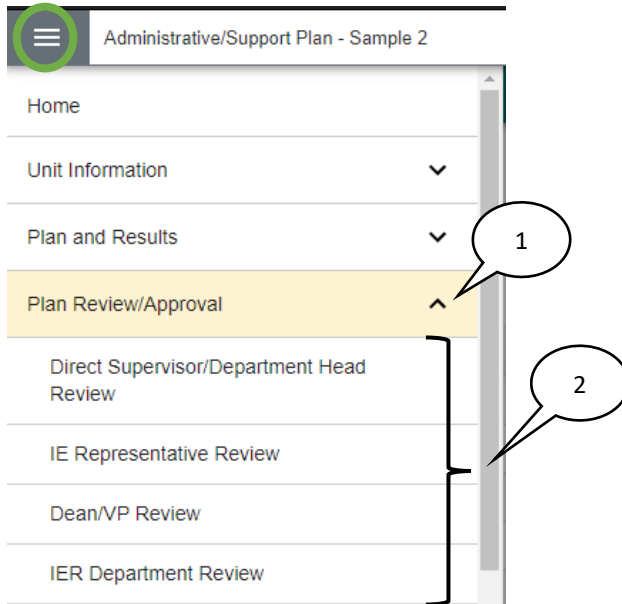 Administrative/Support Plan - Sample 2
Home
Unit Information
Plan and Results
1
Plan Review/Approval
Direct Supervisor/Department Head
Review
2
IE Representative Review
Dean/VP Review
IER Department Review